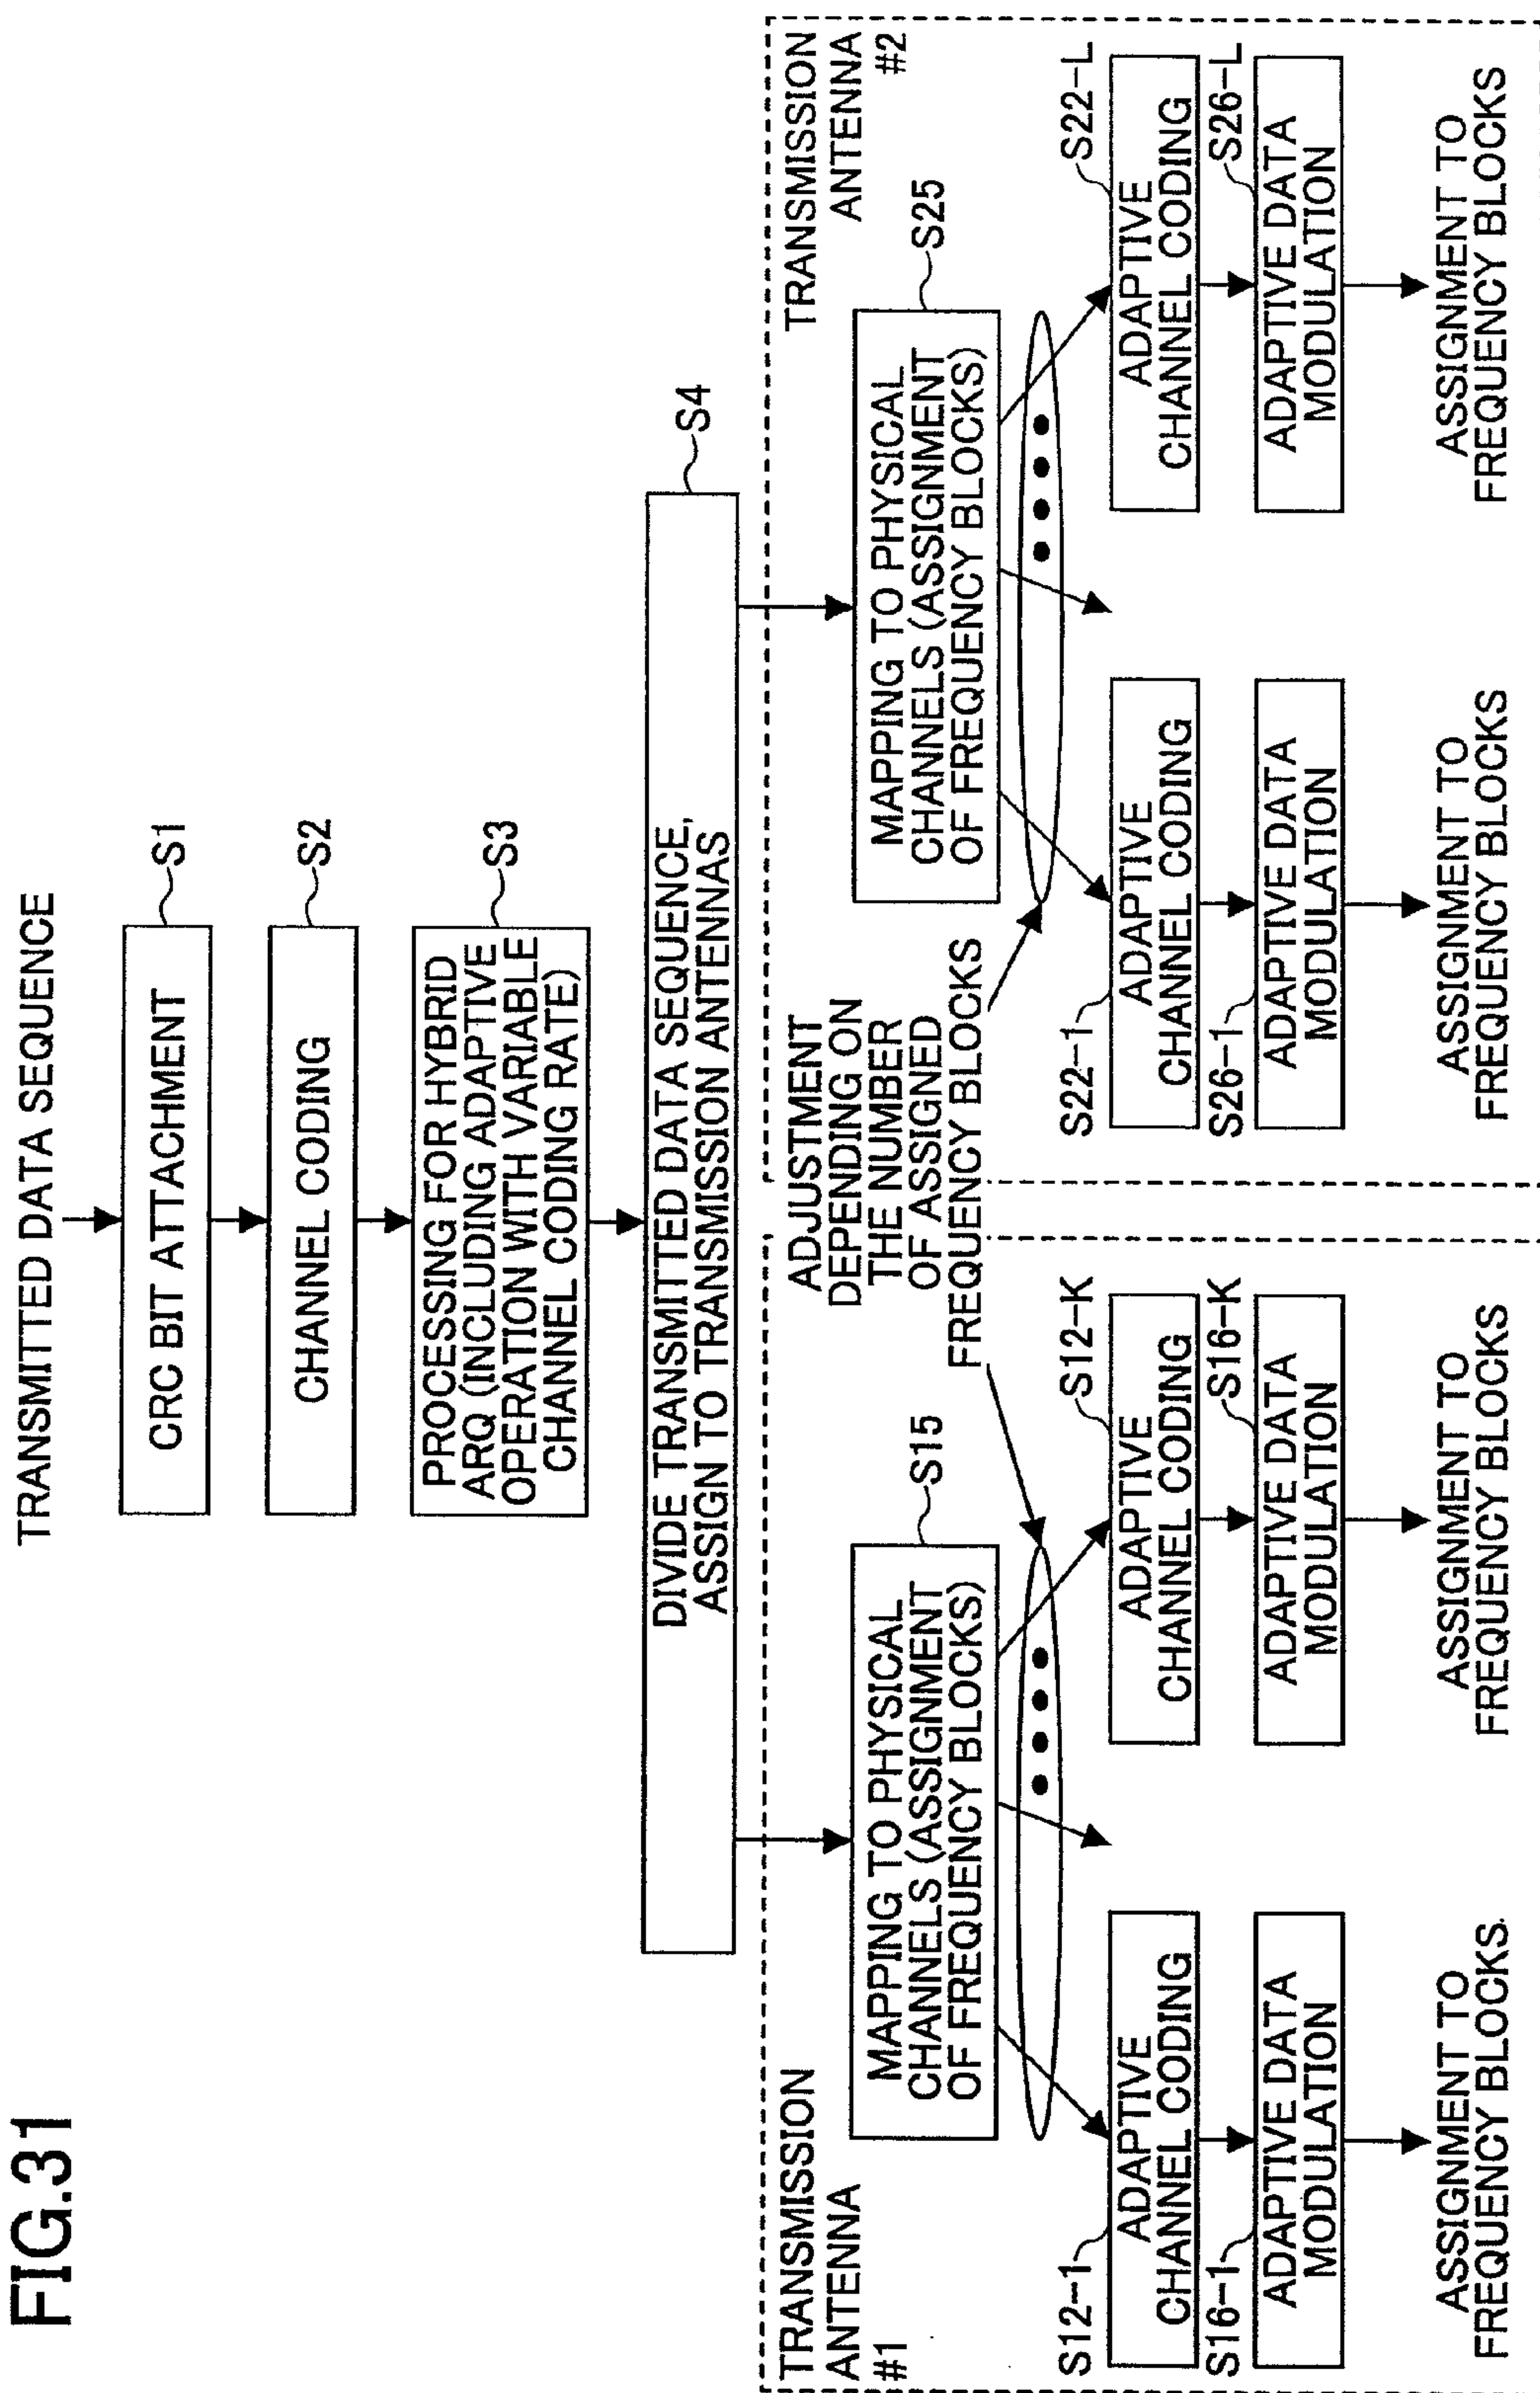 FIG.31
TRANSMITTED DATA SEQUENCE
CRC BIT ATTACHMENT
S1
CHANNEL CODING
S2
PROCESSING FOR HYBRID
ARQ (INCLUDING ADAPTIVE
OPERATION WITH VARIABLE
CHANNEL CODING RATE)
S3
DIVIDE TRANSMITTED DATA SEQUENCE,
ASSIGN TO TRANSMISSION ANTENNAS
S4
TRANSMISSION
ANTENNA
#1
MAPPING TO PHYSICAL
CHANNELS (ASSIGNMENT
OF FREQUENCY BLOCKS)
S15
ADJUSTMENT
DEPENDING ON
THE NUMBER
OF ASSIGNED
FREQUENCY BLOCKS
S12-1
ADAPTIVE
CHANNEL CODING
S16-1
ADAPTIVE DATA
MODULATION
ASSIGNMENT TO
FREQUENCY BLOCKS
S12-K
ADAPTIVE
CHANNEL CODING
S16-K
ADAPTIVE DATA
MODULATION
ASSIGNMENT TO
FREQUENCY BLOCKS
TRANSMISSION
ANTENNA
#2
MAPPING TO PHYSICAL
CHANNELS (ASSIGNMENT
OF FREQUENCY BLOCKS)
S25
S22-1
ADAPTIVE
CHANNEL CODING
S26-1
ADAPTIVE DATA
MODULATION
ASSIGNMENT TO
FREQUENCY BLOCKS
S22-L
ADAPTIVE
CHANNEL CODING
S26-L
ADAPTIVE DATA
MODULATION
ASSIGNMENT TO
FREQUENCY BLOCKS